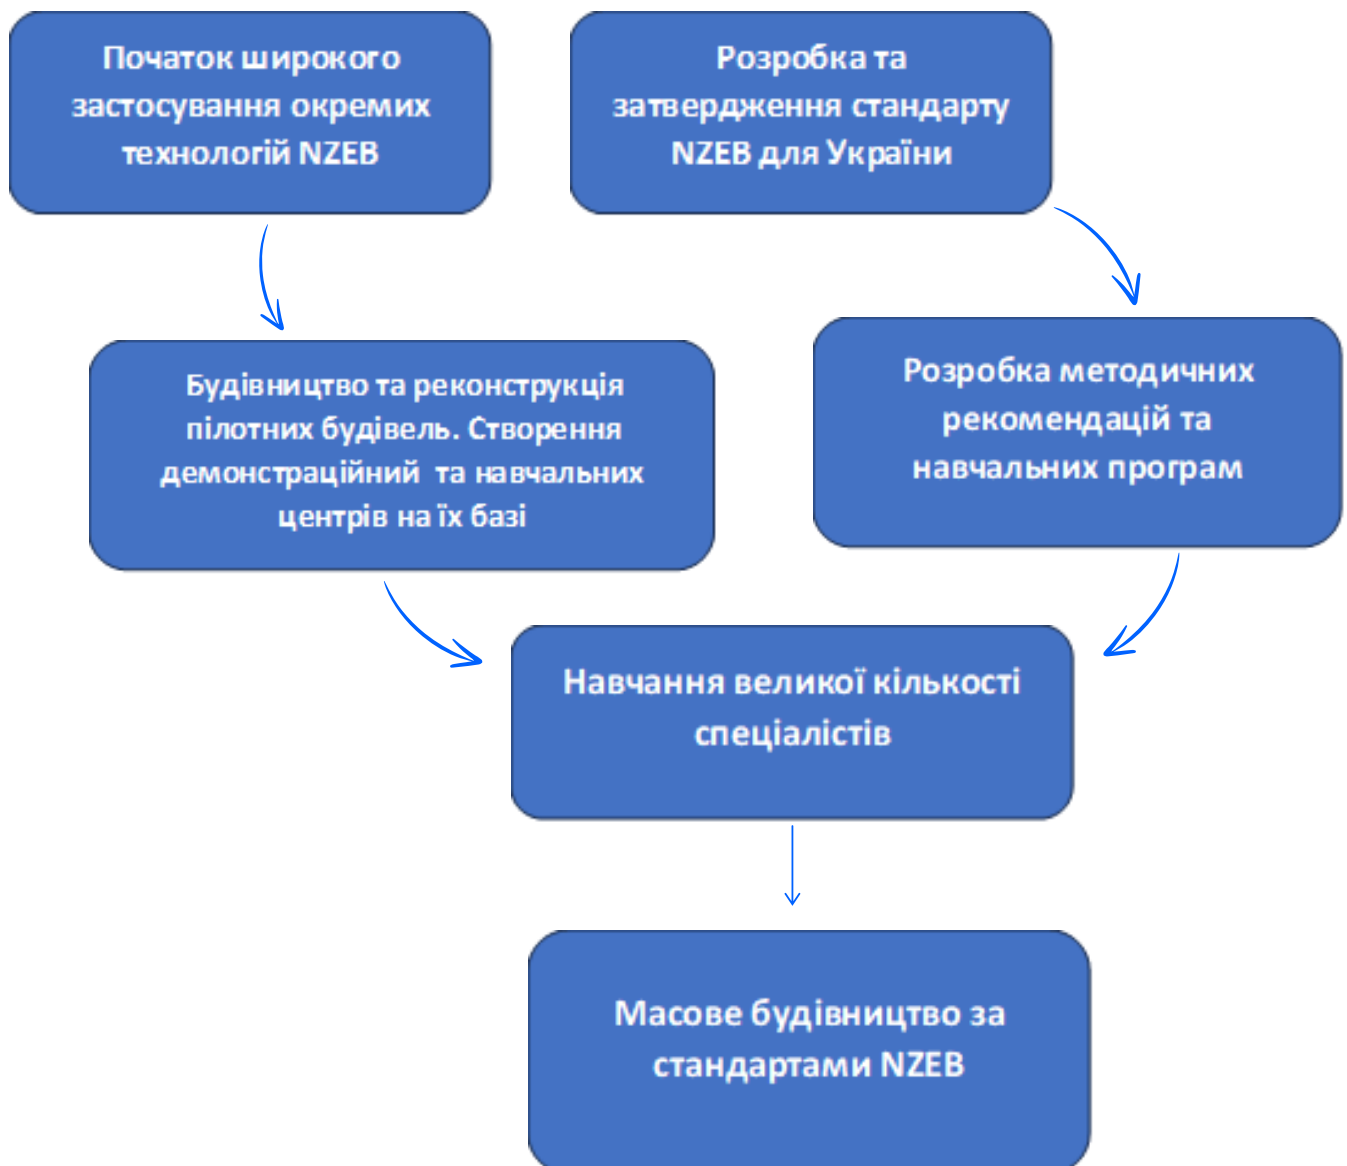 Початок широкого
застосування окремих
технологій NZEB
Розробка та
затвердження стандарту
NZEB для України
Будівництво та реконструкція
пілотних будівель. Створення
демонстраційний та навчальних
центрів на їх базі
Розробка методичних
рекомендацій та
навчальних програм
Навчання великої кількості
спеціалістів
Масове будівництво за
стандартами NZEB